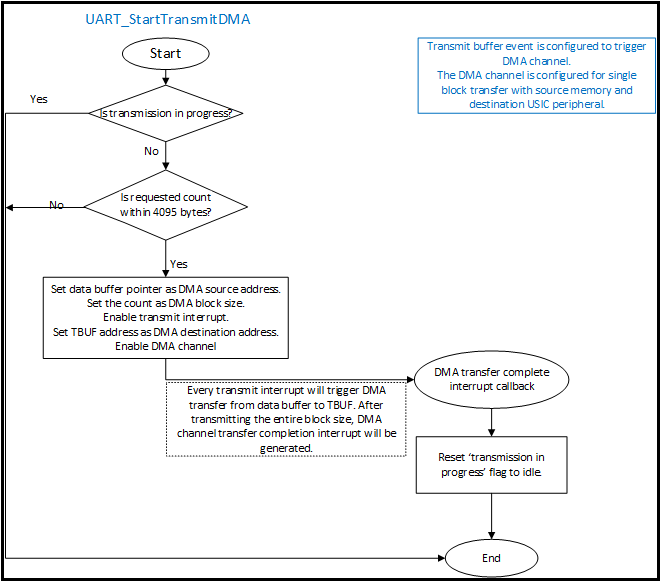 UART_StartTransmitDMA
Start
Transmit buffer event is configured to trigger
DMA channel.
The DMA channel is configured for single
block transfer with source memory and
destination USIC peripheral.
Yes
Is transmission in progress?
No
Is requested count
within 4095 bytes?
No
Yes
Set data buffer pointer as DMA source address.
Set the count as DMA block size.
Enable transmit interrupt.
Set TBUF address as DMA destination address.
Enable DMA channel
DMA transfer complete
interrupt callback
Every transmit interrupt will trigger DMA
transfer from data buffer to TBUF. After
transmitting the entire block size, DMA
channel transfer completion interrupt will be
generated.
Reset ‘transmission in
progress’ flag to idle.
End